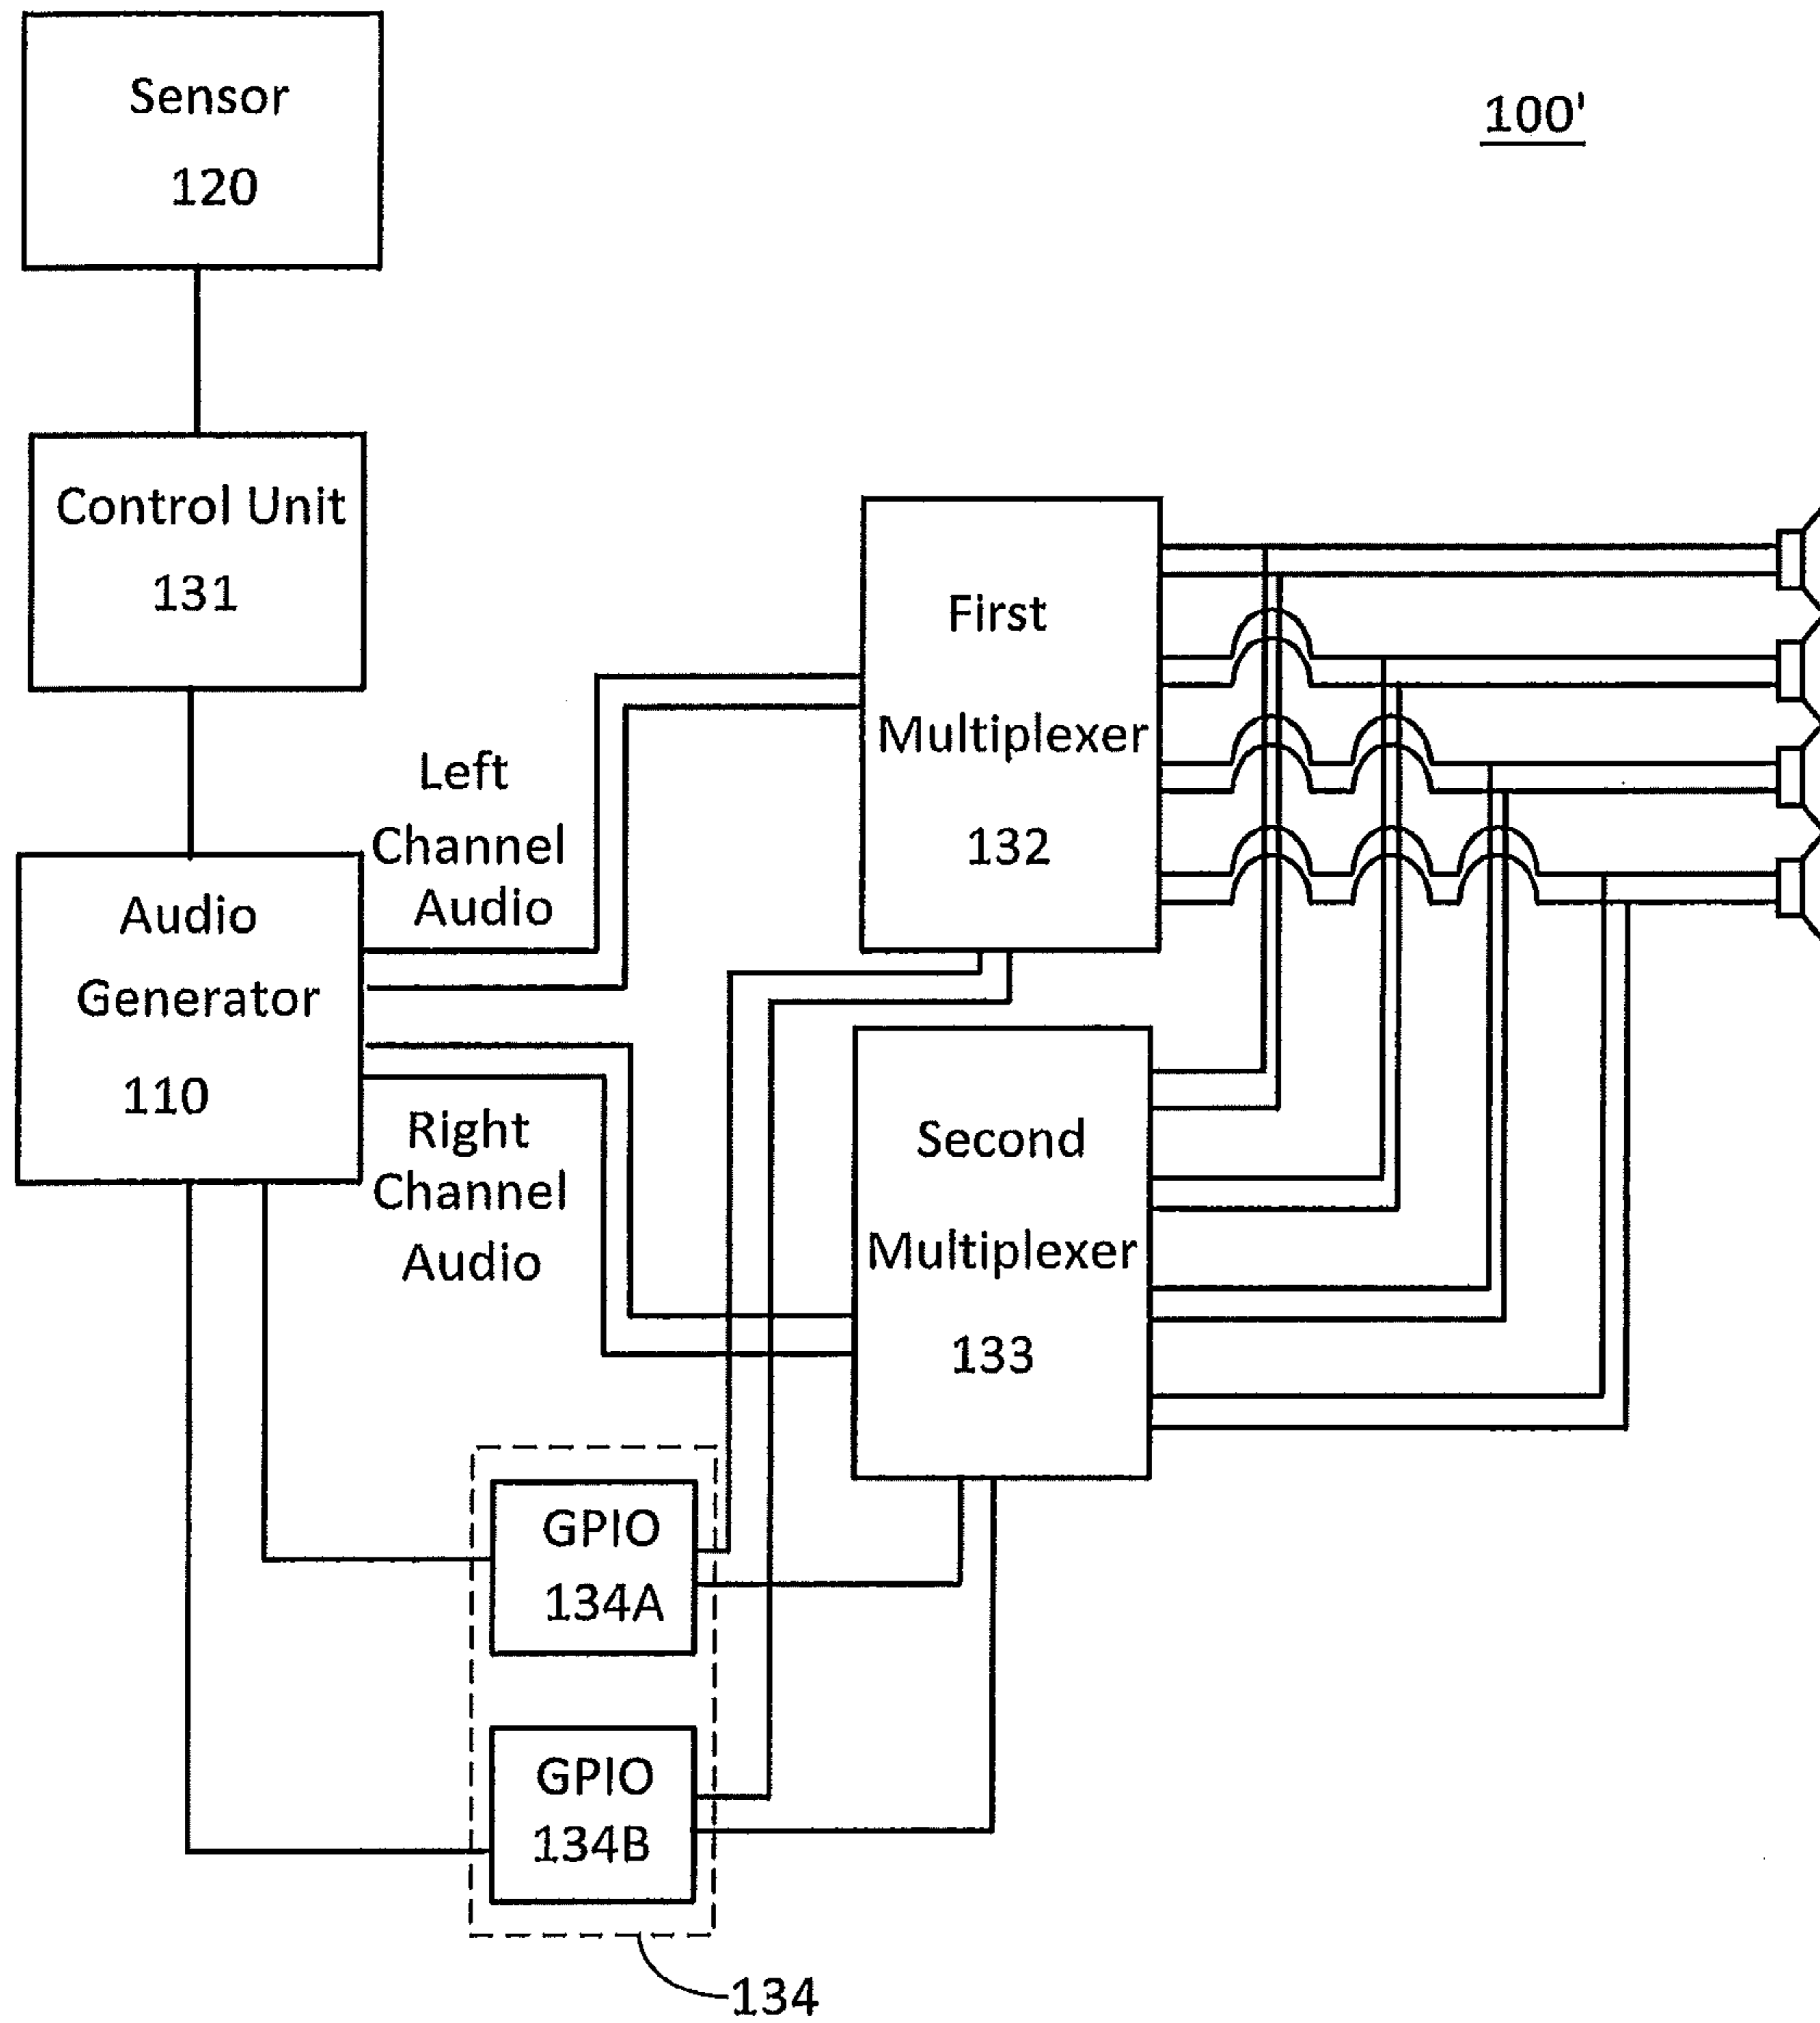 Sensor
120
100'
Control Unit
131
First
Multiplexer
132
Left
Channel
Audio
Audio
Generator
110
Right
Channel
Audio
Second
Multiplexer
133
GPIO
134A
GPIO
134B
134